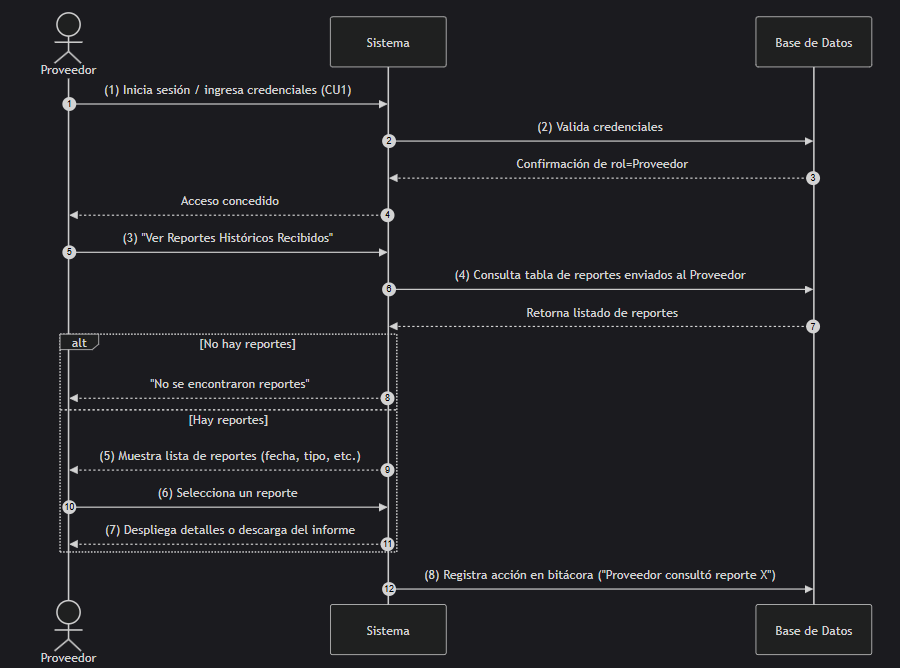 Proveedor
Sistema
Base de Datos
(1) Inicia sesión / ingresa credenciales (CU1)
1
(2) Valida credenciales
2
Confirmación de rol=Proveedor
3
Acceso concedido
4
(3) "Ver Reportes Históricos Recibidos"
5
(4) Consulta tabla de reportes enviados al Proveedor
6
Retorna listado de reportes
7
alt
[No hay reportes]
"No se encontraron reportes"
8
[Hay reportes]
(5) Muestra lista de reportes (fecha, tipo, etc.)
9
(6) Selecciona un reporte
10
(7) Despliega detalles o descarga del informe
11
(8) Registra acción en bitácora ("Proveedor consultó reporte X")
12
Proveedor
Sistema
Base de Datos